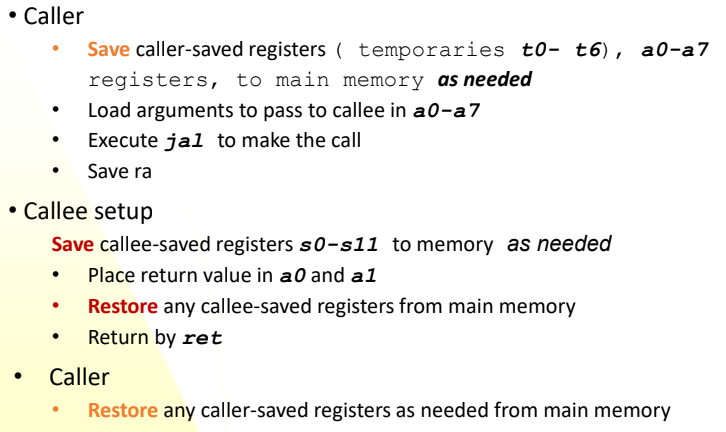 • Caller
• Save caller-saved registers ( temporaries t0- t6), a0-a7
registers, to main memory as needed
• Load arguments to pass to callee in a0-a7
• Execute jal to make the call
• Save ra
• Callee setup
Save callee-saved registers s0-s11 to memory as needed
• Place return value in a0 and a1
• Restore any callee-saved registers from main memory
• Return by ret
• Caller
• Restore any caller-saved registers as needed from main memory